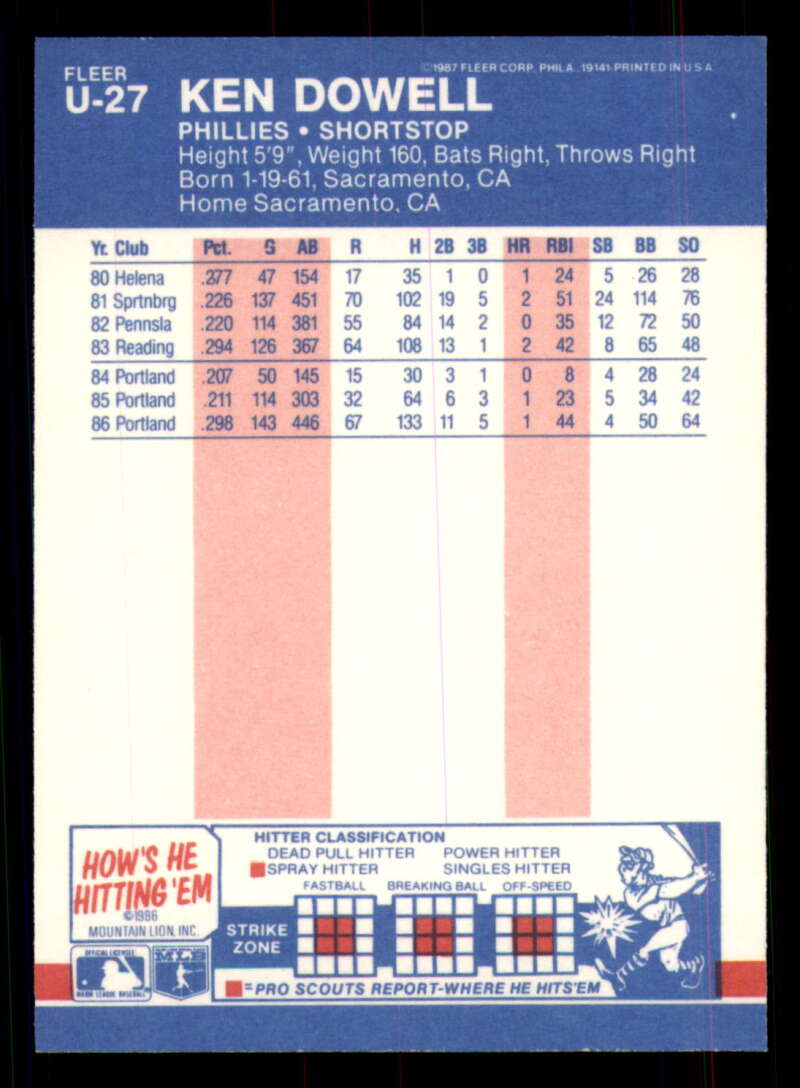 FLEER
U-27
©1987 FLEER CORP. PHILA. 19141-PRINTED IN U S A
KEN DOWELL
PHILLIES • SHORTSTOP
Height 5'9", Weight 160, Bats Right, Throws Right
Born 1-19-61, Sacramento, CA
Home Sacramento, CA
Yr. Club Pct. G AB R H 2B 3B HR RBI SB BB SO
80 Helena .277 47 154 17 35 1 0 1 24 5 26 28
81 Sprtnbrg .226 137 451 70 102 19 5 2 51 24 114 76
82 Pennsla .220 114 381 55 84 14 2 0 35 12 72 50
83 Reading .294 126 367 64 108 13 1 2 42 8 65 48
84 Portland .207 50 145 15 30 3 1 0 8 4 28 24
85 Portland .211 114 303 32 64 6 3 1 23 5 34 42
86 Portland .298 143 446 67 133 11 5 1 44 4 50 64
HOW'S HE
HITTING 'EM
©1986
MOUNTAIN LION, INC.
HITTER CLASSIFICATION
DEAD PULL HITTER POWER HITTER
SPRAY HITTER SINGLES HITTER
FASTBALL BREAKING BALL OFF-SPEED
STRIKE
ZONE
OFFICIAL LICENSEE
MAJOR LEAGUE BASEBALL
=PRO SCOUTS REPORT-WHERE HE HITS'EM